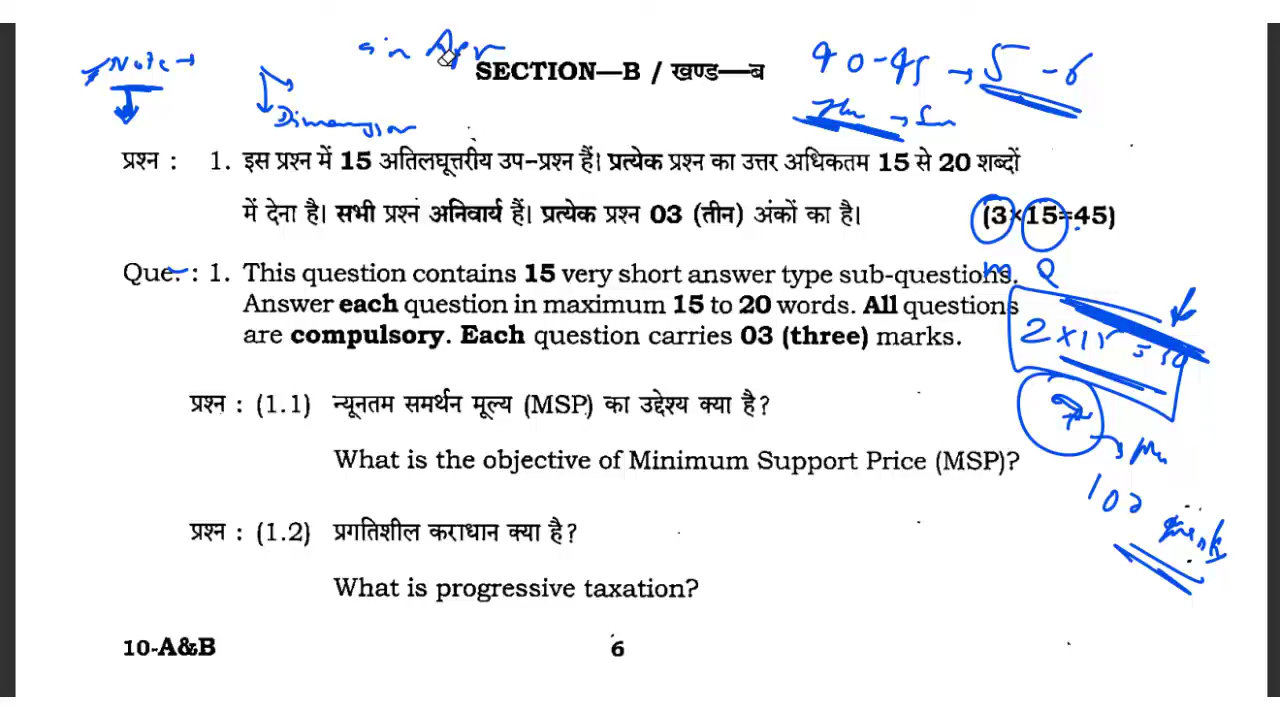 Note →
40-45 → 5-6
SECTION—B / खण्ड—ब
Dimension
प्रश्न : 1. इस प्रश्न में 15 अतिलघूत्तरीय उप-प्रश्न हैं। प्रत्येक प्रश्न का उत्तर अधिकतम 15 से 20 शब्दों
में देना है। सभी प्रश्न अनिवार्य हैं। प्रत्येक प्रश्न 03 (तीन) अंकों का है। (3×15=45)
m Q
Que. : 1. This question contains 15 very short answer type sub-questions.
Answer each question in maximum 15 to 20 words. All questions
are compulsory. Each question carries 03 (three) marks.
प्रश्न : (1.1) न्यूनतम समर्थन मूल्य (MSP) का उद्देश्य क्या है?
What is the objective of Minimum Support Price (MSP)?
प्रश्न : (1.2) प्रगतिशील कराधान क्या है?
What is progressive taxation?
10-A&B 6